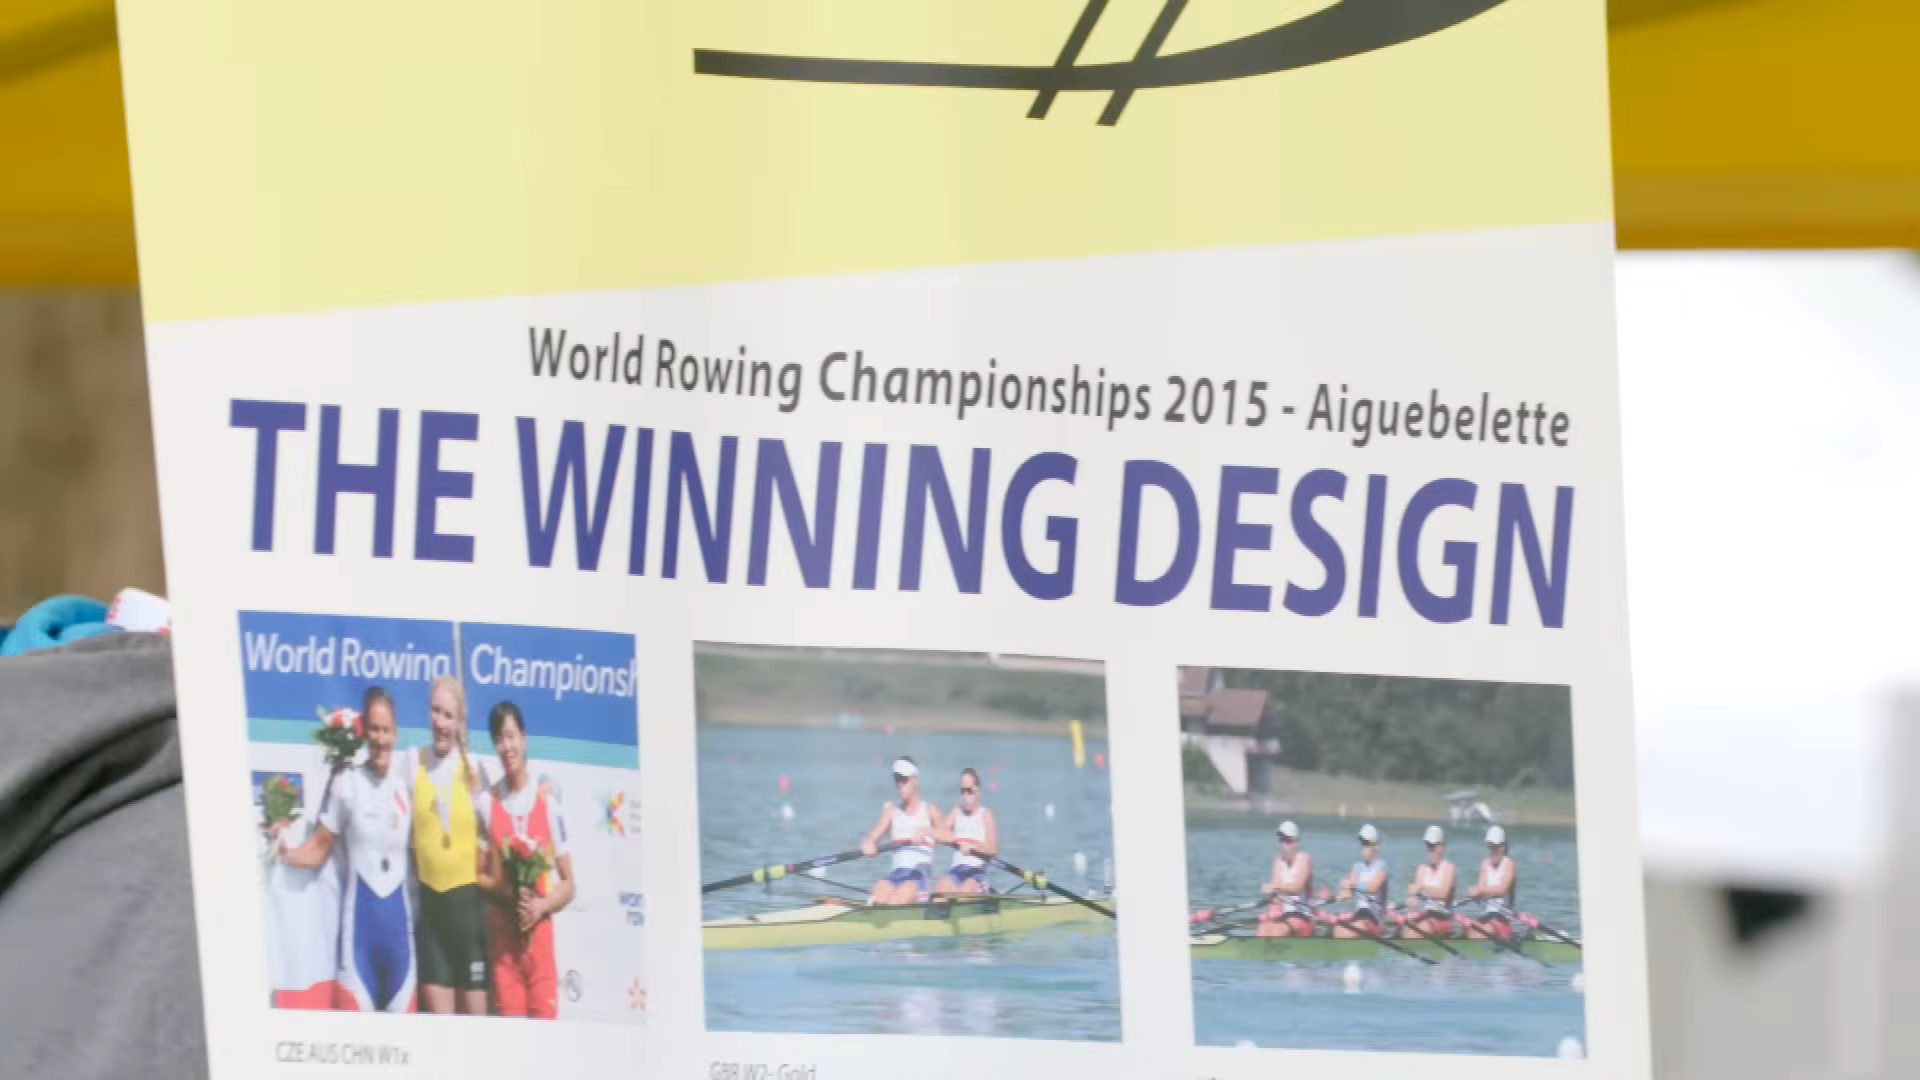 World Rowing Championships 2015 - Aiguebelette
THE WINNING DESIGN
World Rowing Championsh
CZE AUS CHN W1x
GBR W2- Gold